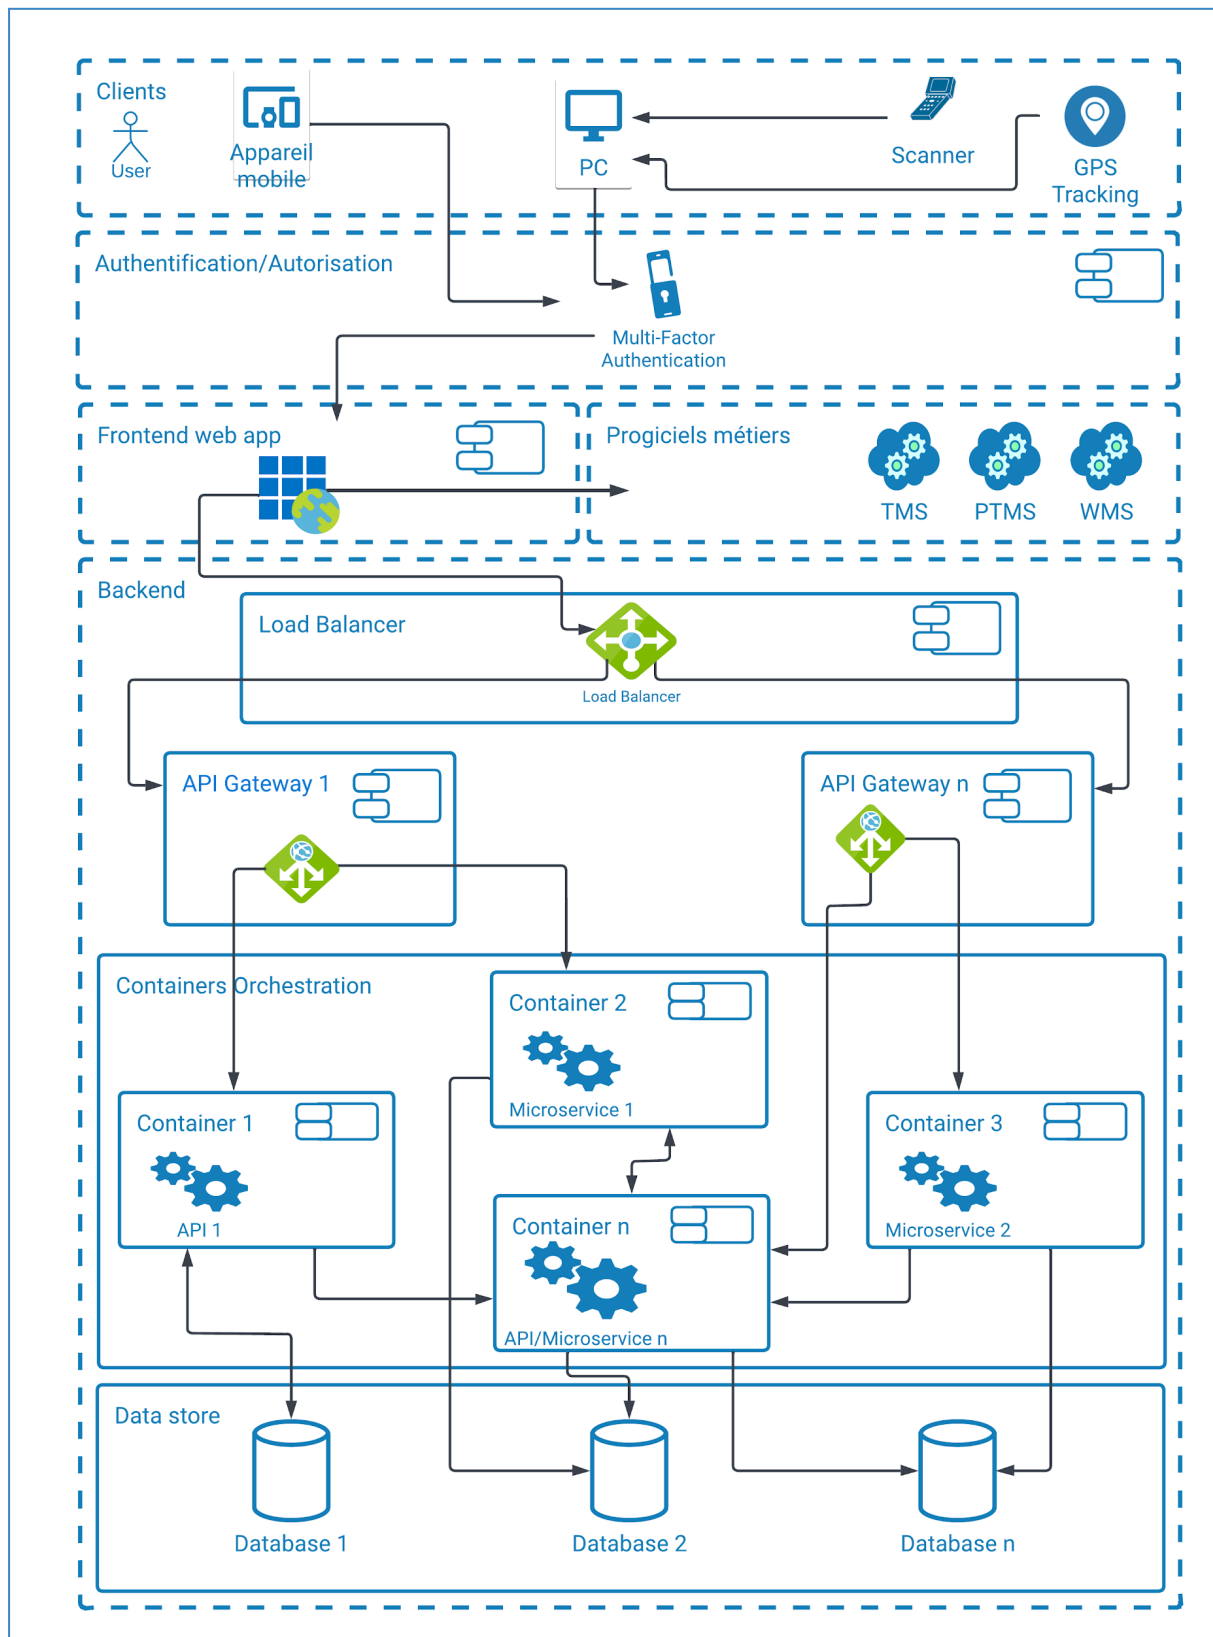 Clients
User
Appareil
mobile
PC
Scanner
GPS
Tracking
Authentification/Autorisation
Multi-Factor
Authentication
Frontend web app
Progiciels métiers
TMS
PTMS
WMS
Backend
Load Balancer
Load Balancer
API Gateway 1
API Gateway n
Containers Orchestration
Container 2
Microservice 1
Container 1
API 1
Container 3
Microservice 2
Container n
API/Microservice n
Data store
Database 1
Database 2
Database n